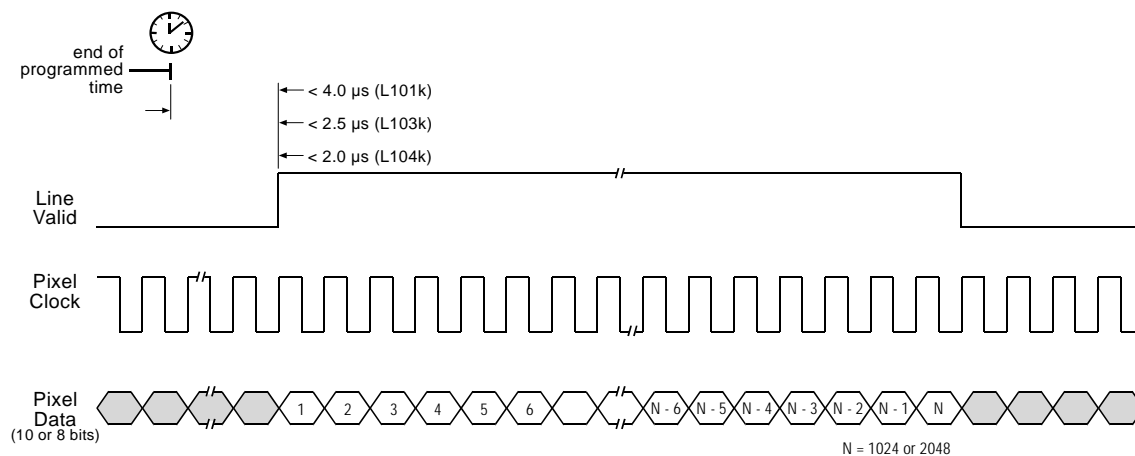 end of
programmed
time
< 4.0 µs (L101k)
< 2.5 µs (L103k)
< 2.0 µs (L104k)
Line
Valid
Pixel
Clock
Pixel
Data
(10 or 8 bits)
1 2 3 4 5 6 N - 6 N - 5 N - 4 N - 3 N - 2 N - 1 N
N = 1024 or 2048